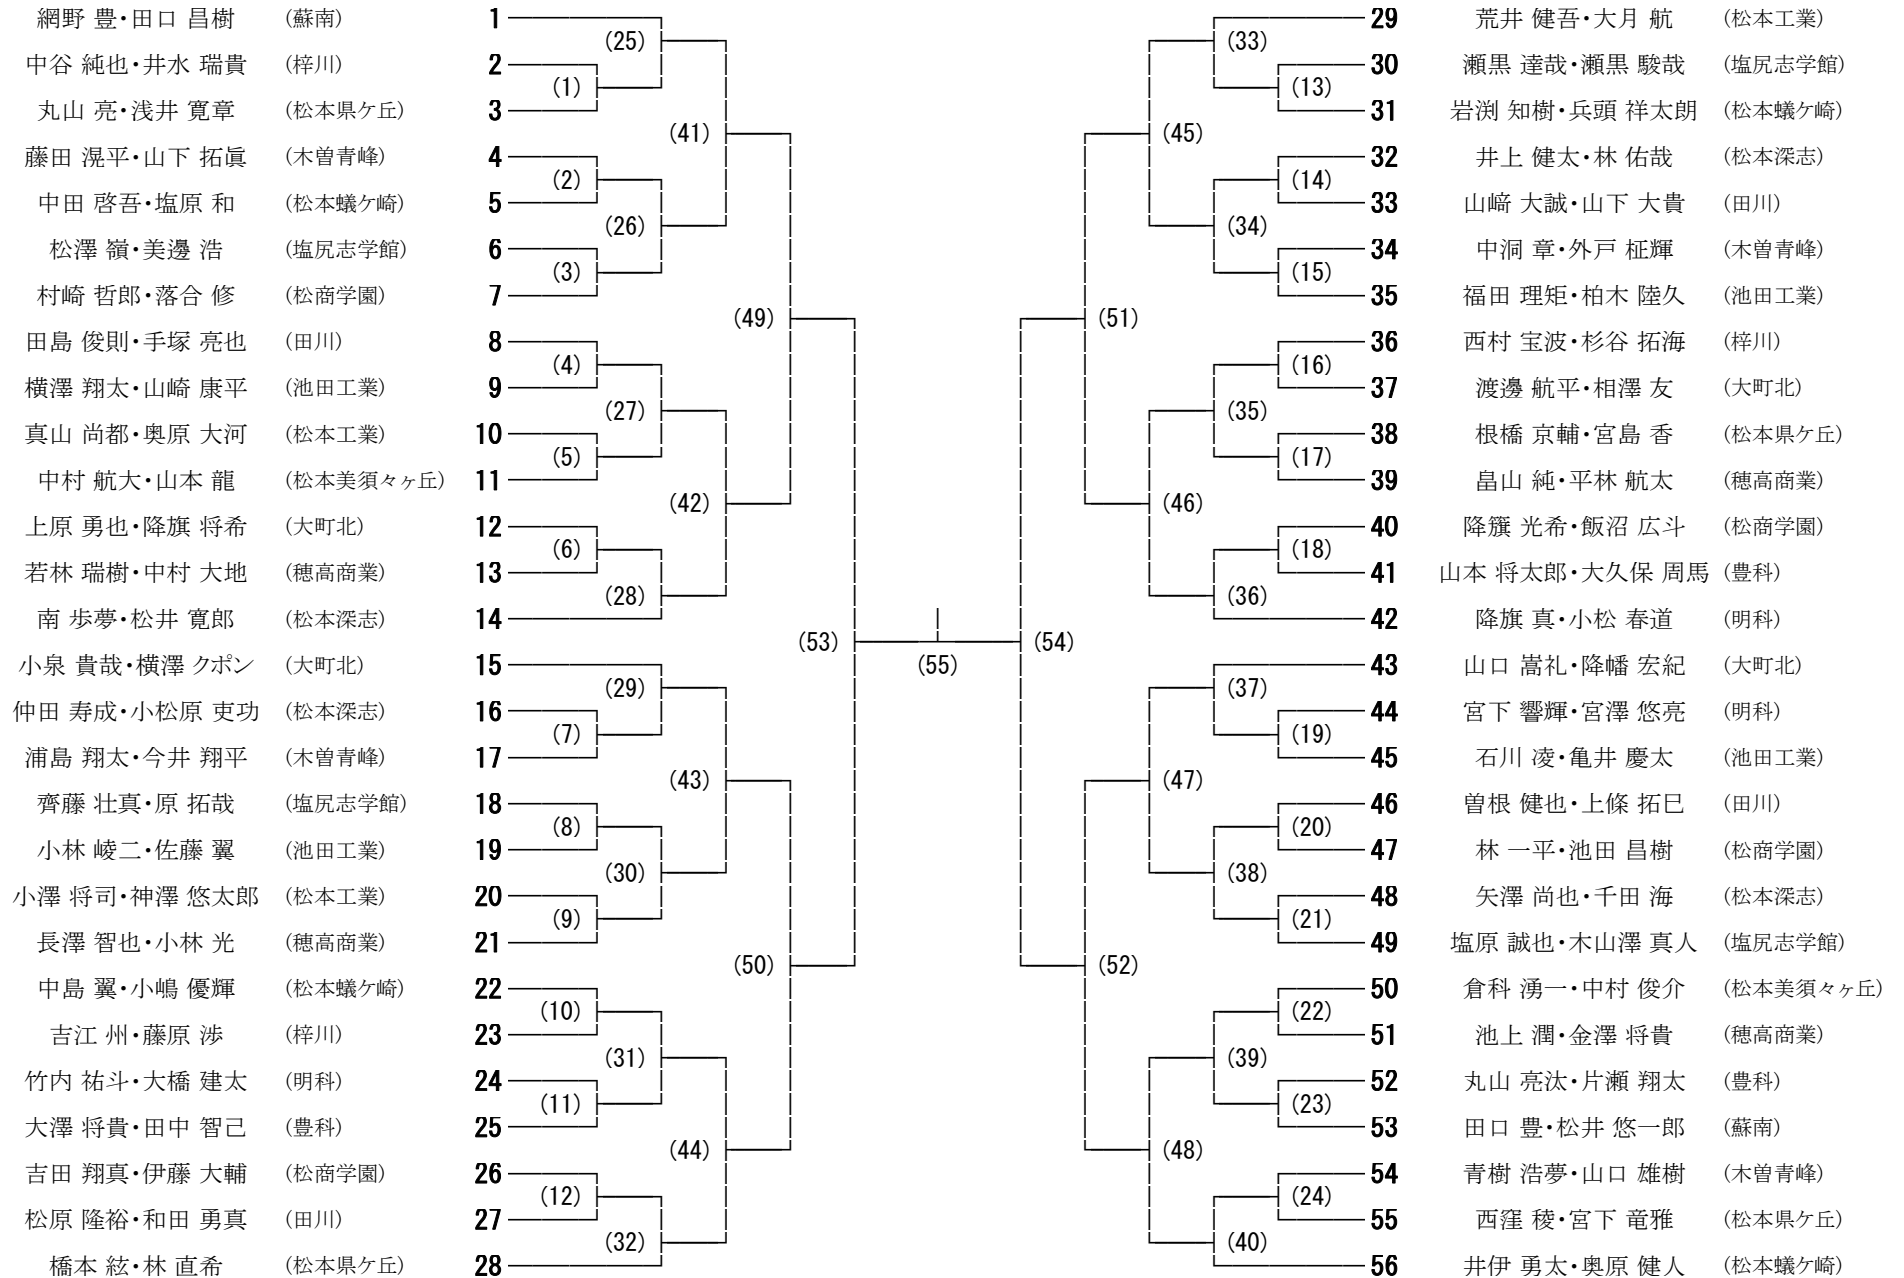 網野 豊・田口 昌樹 (蘇南) 1
中谷 純也・井水 瑞貴 (梓川) 2
丸山 亮・浅井 寛章 (松本県ケ丘) 3
藤田 滉平・山下 拓眞 (木曽青峰) 4
中田 啓吾・塩原 和 (松本蟻ケ崎) 5
松澤 嶺・美邊 浩 (塩尻志学館) 6
村崎 哲郎・落合 修 (松商学園) 7
田島 俊則・手塚 亮也 (田川) 8
横澤 翔太・山崎 康平 (池田工業) 9
真山 尚都・奥原 大河 (松本工業) 10
中村 航大・山本 龍 (松本美須々ヶ丘) 11
上原 勇也・降旗 将希 (大町北) 12
若林 瑞樹・中村 大地 (穂高商業) 13
南 歩夢・松井 寛郎 (松本深志) 14
小泉 貴哉・横澤 クポン (大町北) 15
仲田 寿成・小松原 吏功 (松本深志) 16
浦島 翔太・今井 翔平 (木曽青峰) 17
齊藤 壮真・原 拓哉 (塩尻志学館) 18
小林 崚二・佐藤 翼 (池田工業) 19
小澤 将司・神澤 悠太郎 (松本工業) 20
長澤 智也・小林 光 (穂高商業) 21
中島 翼・小嶋 優輝 (松本蟻ケ崎) 22
吉江 州・藤原 渉 (梓川) 23
竹内 祐斗・大橋 建太 (明科) 24
大澤 将貴・田中 智己 (豊科) 25
吉田 翔真・伊藤 大輔 (松商学園) 26
松原 隆裕・和田 勇真 (田川) 27
橋本 絃・林 直希 (松本県ケ丘) 28
(1)
(2)
(3)
(4)
(5)
(6)
(7)
(8)
(9)
(10)
(11)
(12)
(25)
(26)
(27)
(28)
(29)
(30)
(31)
(32)
(41)
(42)
(43)
(44)
(49)
(50)
(53)
(55)
(54)
(51)
(52)
(45)
(46)
(47)
(48)
(33)
(34)
(35)
(36)
(37)
(38)
(39)
(40)
(13)
(14)
(15)
(16)
(17)
(18)
(19)
(20)
(21)
(22)
(23)
(24)
29 荒井 健吾・大月 航 (松本工業)
30 瀬黒 達哉・瀬黒 駿哉 (塩尻志学館)
31 岩渕 知樹・兵頭 祥太朗 (松本蟻ケ崎)
32 井上 健太・林 佑哉 (松本深志)
33 山﨑 大誠・山下 大貴 (田川)
34 中洞 章・外戸 柾輝 (木曽青峰)
35 福田 理矩・柏木 陸久 (池田工業)
36 西村 宝波・杉谷 拓海 (梓川)
37 渡邊 航平・相澤 友 (大町北)
38 根橋 京輔・宮島 香 (松本県ケ丘)
39 畠山 純・平林 航太 (穂高商業)
40 降籏 光希・飯沼 広斗 (松商学園)
41 山本 将太郎・大久保 周馬 (豊科)
42 降旗 真・小松 春道 (明科)
43 山口 嵩礼・降幡 宏紀 (大町北)
44 宮下 響輝・宮澤 悠亮 (明科)
45 石川 凌・亀井 慶太 (池田工業)
46 曽根 健也・上條 拓巳 (田川)
47 林 一平・池田 昌樹 (松商学園)
48 矢澤 尚也・千田 海 (松本深志)
49 塩原 誠也・木山澤 真人 (塩尻志学館)
50 倉科 湧一・中村 俊介 (松本美須々ヶ丘)
51 池上 潤・金澤 将貴 (穂高商業)
52 丸山 亮汰・片瀬 翔太 (豊科)
53 田口 豊・松井 悠一郎 (蘇南)
54 青樹 浩夢・山口 雄樹 (木曽青峰)
55 西窪 稜・宮下 竜雅 (松本県ケ丘)
56 井伊 勇太・奥原 健人 (松本蟻ケ崎)